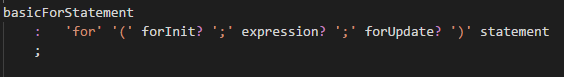 basicForStatement
    :   'for' '(' forInit? ';' expression? ';' forUpdate? ')' statement
    ;